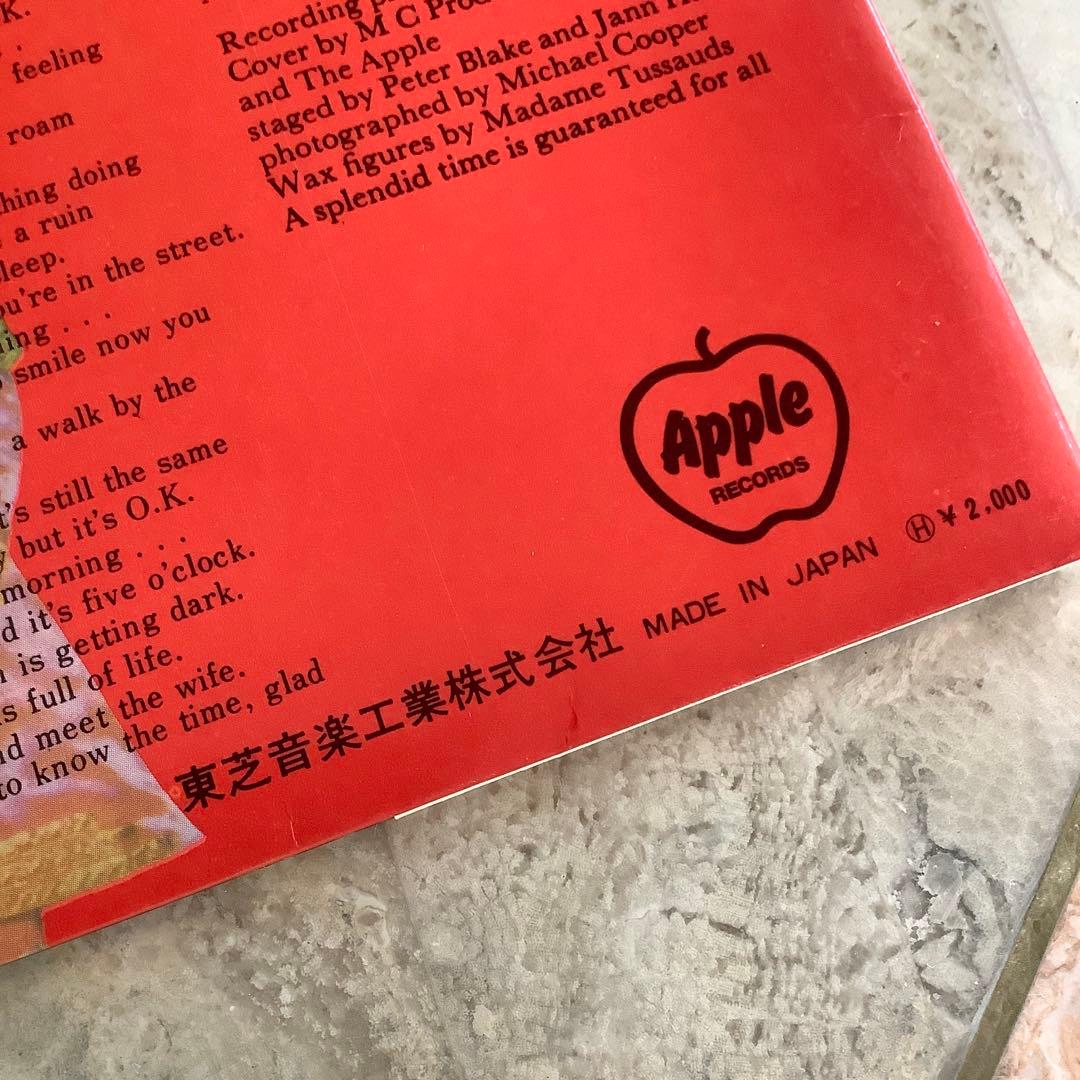 K.
feeling
roam
hing doing
a ruin
leep.
ou're in the street.
ing . . .
smile now you
a walk by the
t's still the same
but it's O.K.
morning . . .
d it's five o'clock.
is getting dark.
s full of life.
nd meet the wife.
to know the time, glad
Recording
Cover by M C
and The Apple
staged by Peter Blake and Jann
photographed by Michael Cooper
Wax figures by Madame Tussauds
A splendid time is guaranteed for all
Apple
RECORDS
東芝音楽工業株式会社 MADE IN JAPAN Ⓗ ¥ 2,000